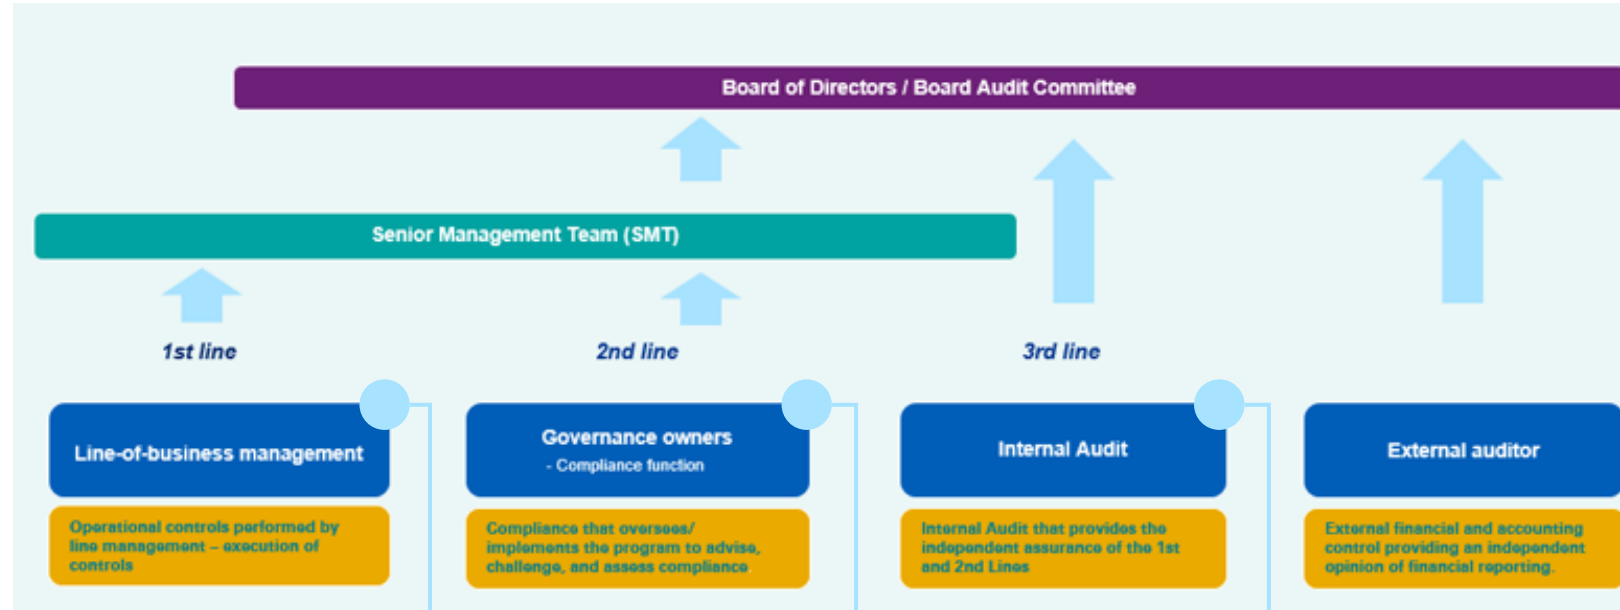 Board of Directors / Board Audit Committee
Senior Management Team (SMT)
1st line
2nd line
3rd line
Line-of-business management
Governance owners
- Compliance function
Internal Audit
External auditor
Operational controls performed by
line management – execution of
controls
Compliance that oversees/
implements the program to advise,
challenge, and assess compliance.
Internal Audit that provides the
independent assurance of the 1st
and 2nd Lines
External financial and accounting
control providing an independent
opinion of financial reporting.